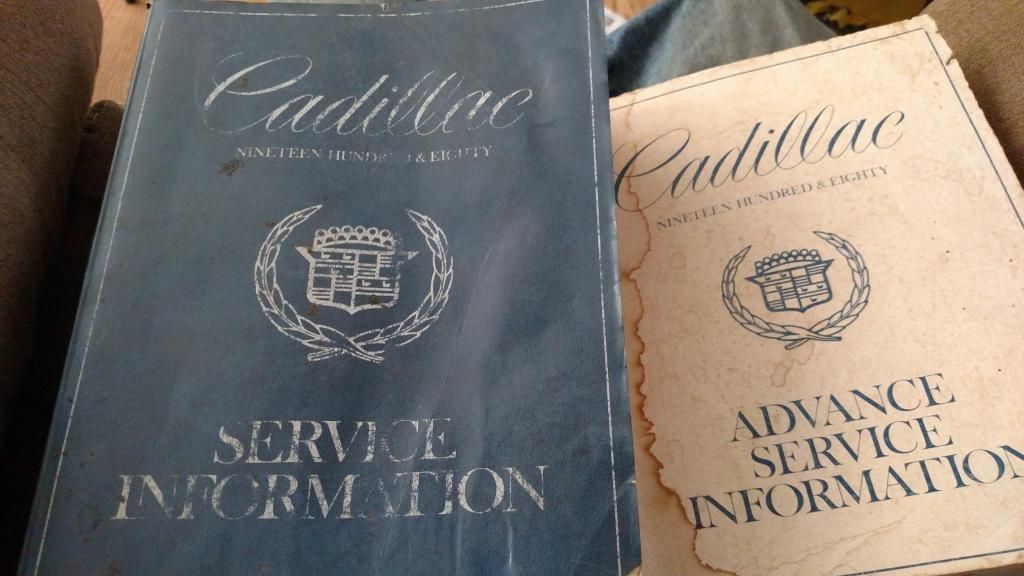 Cadillac
NINETEEN HUNDRED & EIGHTY
SERVICE
INFORMATION
Cadillac
NINETEEN HUNDRED & EIGHTY
ADVANCE
SERVICE
INFORMATION